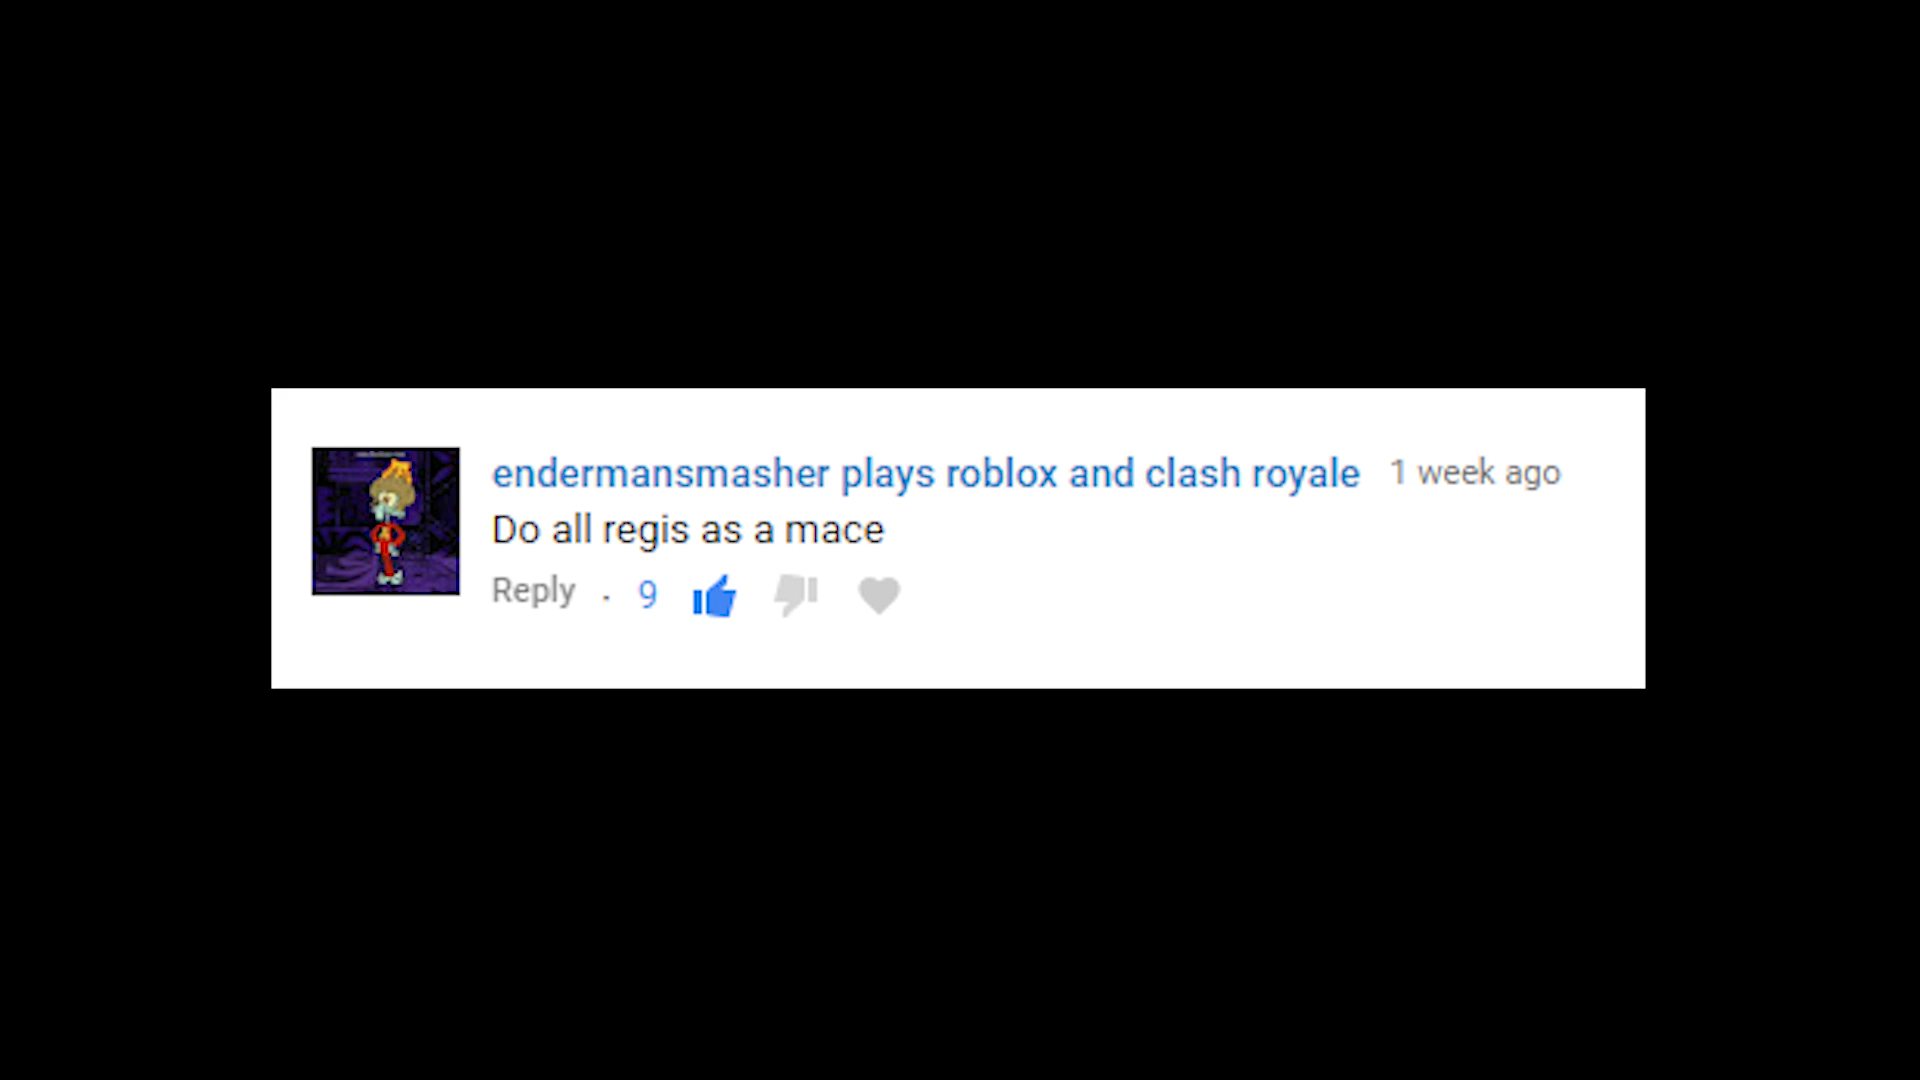 endermansmasher plays roblox and clash royale 1 week ago
Do all regis as a mace
Reply · 9